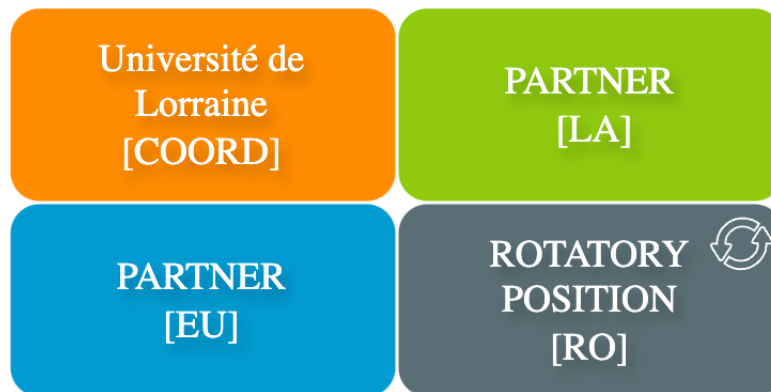 Université de
Lorraine
[COORD]
PARTNER
[LA]
PARTNER
[EU]
ROTATORY
POSITION
[RO]